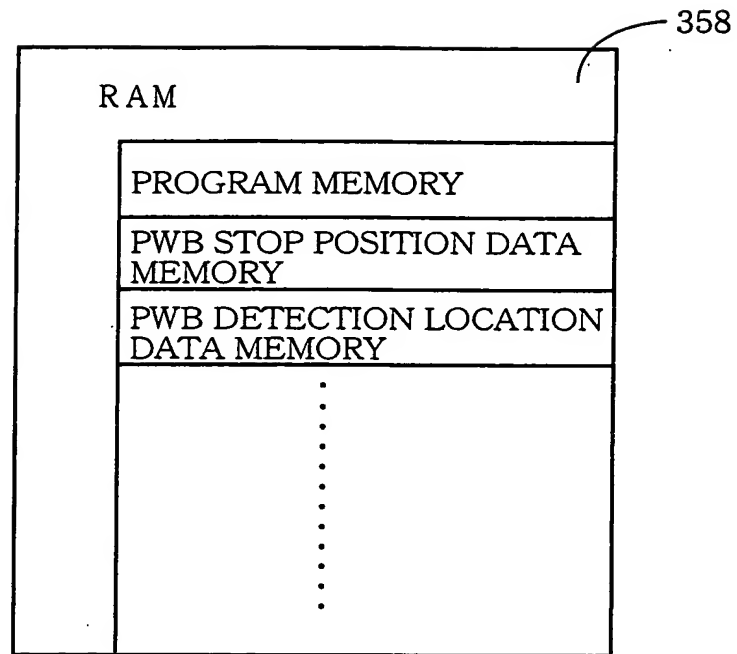 358
RAM
PROGRAM MEMORY
PWB STOP POSITION DATA
MEMORY
PWB DETECTION LOCATION
DATA MEMORY